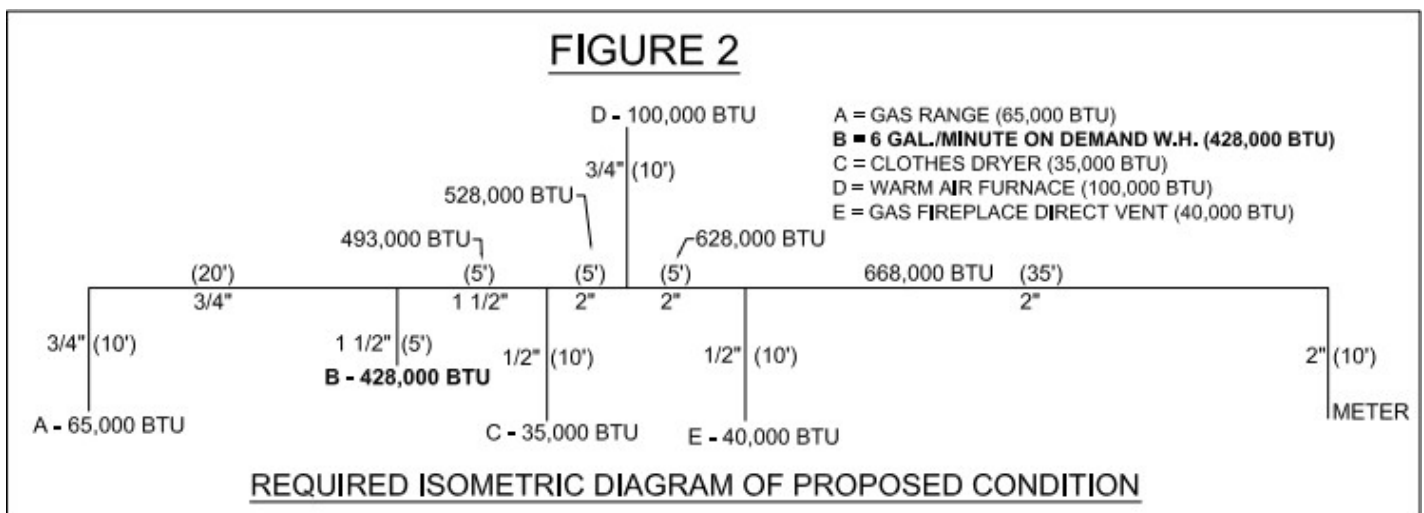 FIGURE 2
D - 100,000 BTU
A = GAS RANGE (65,000 BTU)
B = 6 GAL./MINUTE ON DEMAND W.H. (428,000 BTU)
C = CLOTHES DRYER (35,000 BTU)
D = WARM AIR FURNACE (100,000 BTU)
E = GAS FIREPLACE DIRECT VENT (40,000 BTU)
3/4" (10')
528,000 BTU
493,000 BTU
628,000 BTU
(20') (5') (5') (5') 668,000 BTU (35')
3/4" 1 1/2" 2" 2" 2"
3/4" (10') 1 1/2" (5') 1/2" (10') 1/2" (10') 2" (10')
B - 428,000 BTU
A - 65,000 BTU C - 35,000 BTU E - 40,000 BTU METER
REQUIRED ISOMETRIC DIAGRAM OF PROPOSED CONDITION